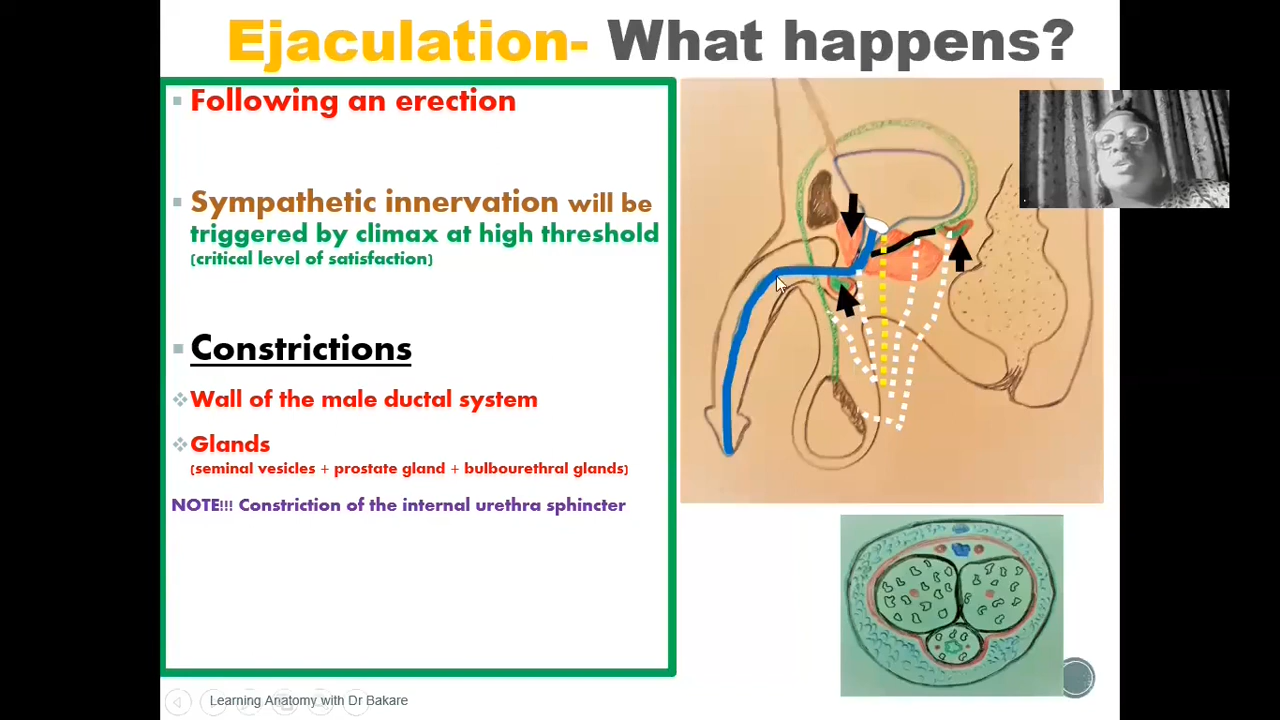 Ejaculation- What happens?
Following an erection
Sympathetic innervation will be
triggered by climax at high threshold
(critical level of satisfaction)
Constrictions
Wall of the male ductal system
Glands
(seminal vesicles + prostate gland + bulbourethral glands)
NOTE!!! Constriction of the internal urethra sphincter
Learning Anatomy with Dr Bakare